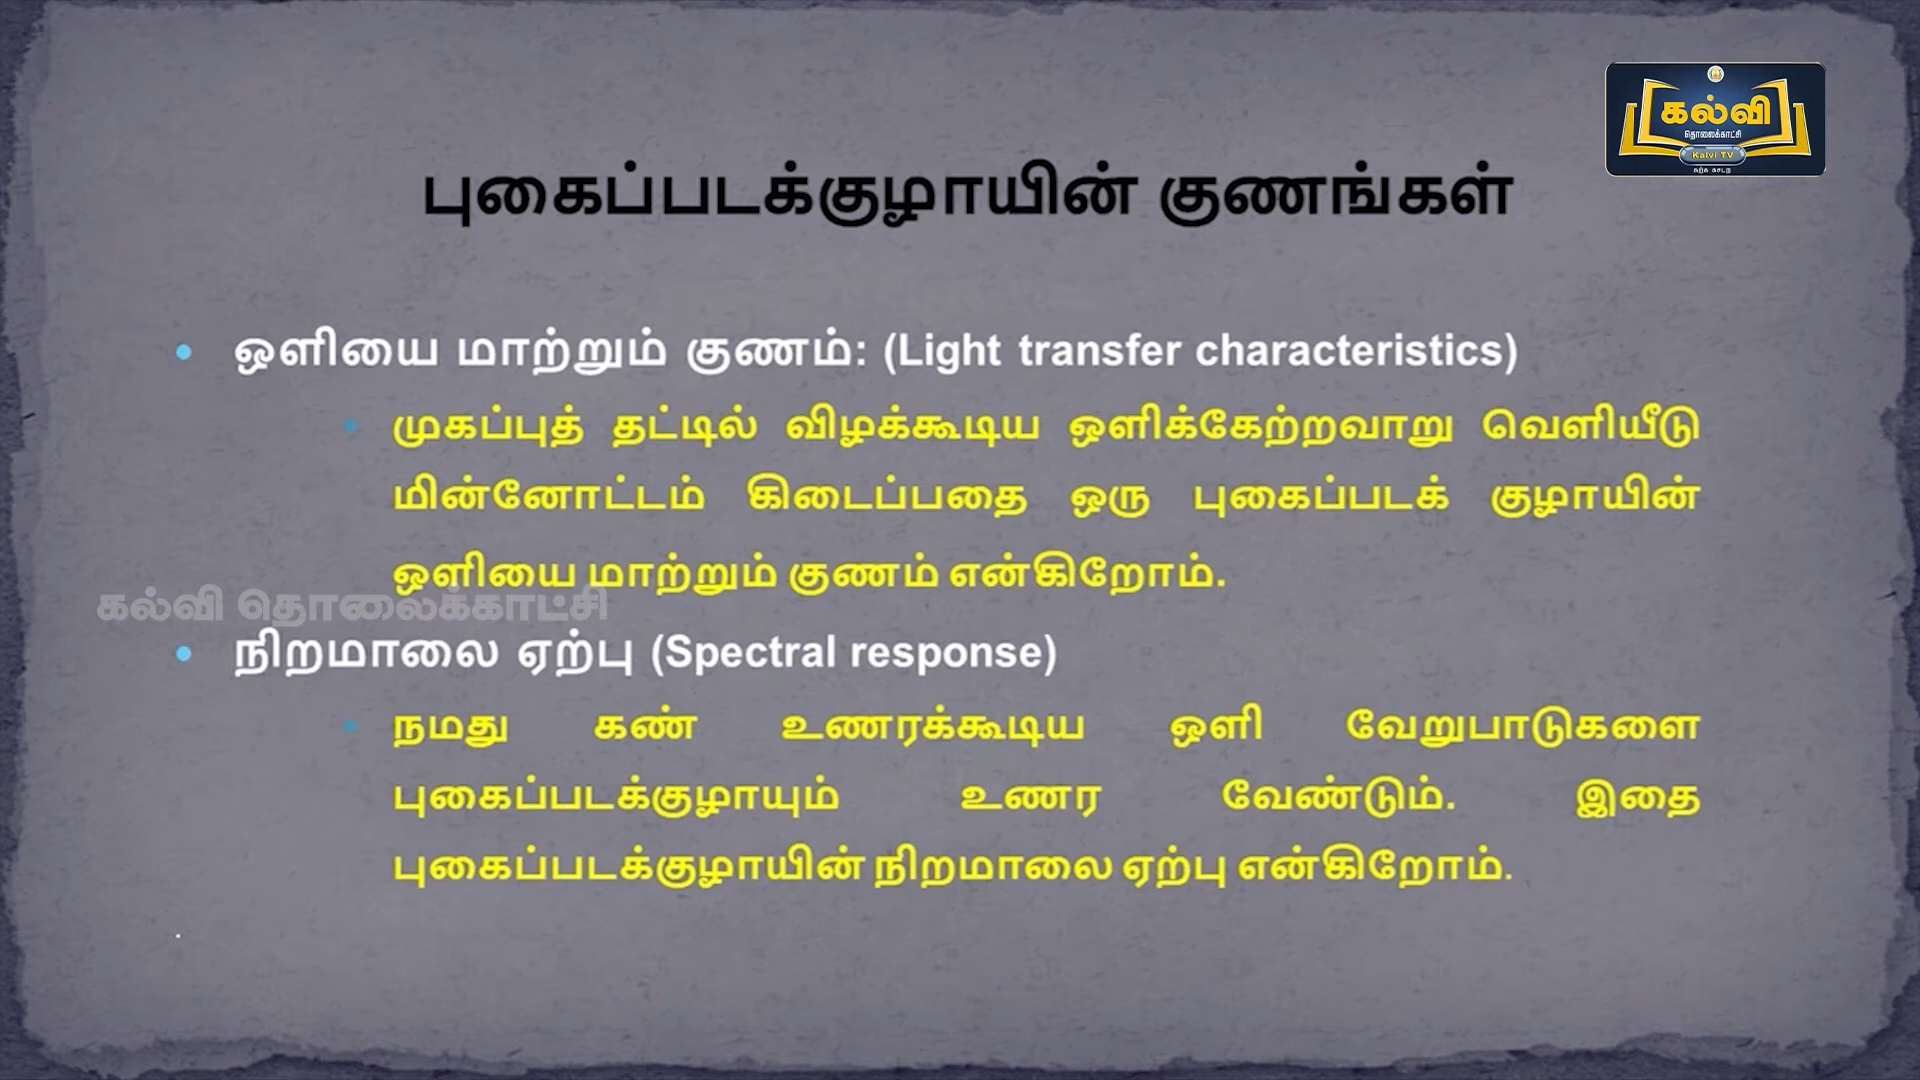 கல்வி
தொலைக்காட்சி
Kalvi TV
கற்க கசடற
புகைப்படக்குழாயின் குணங்கள்
• ஒளியை மாற்றும் குணம்: (Light transfer characteristics)
• முகப்புத் தட்டில் விழக்கூடிய ஒளிக்கேற்றவாறு வெளியீடு
மின்னோட்டம் கிடைப்பதை ஒரு புகைப்படக் குழாயின்
ஒளியை மாற்றும் குணம் என்கிறோம்.
கல்வி தொலைக்காட்சி
• நிறமாலை ஏற்பு (Spectral response)
• நமது கண் உணரக்கூடிய ஒளி வேறுபாடுகளை
புகைப்படக்குழாயும் உணர வேண்டும். இதை
புகைப்படக்குழாயின் நிறமாலை ஏற்பு என்கிறோம்.
.